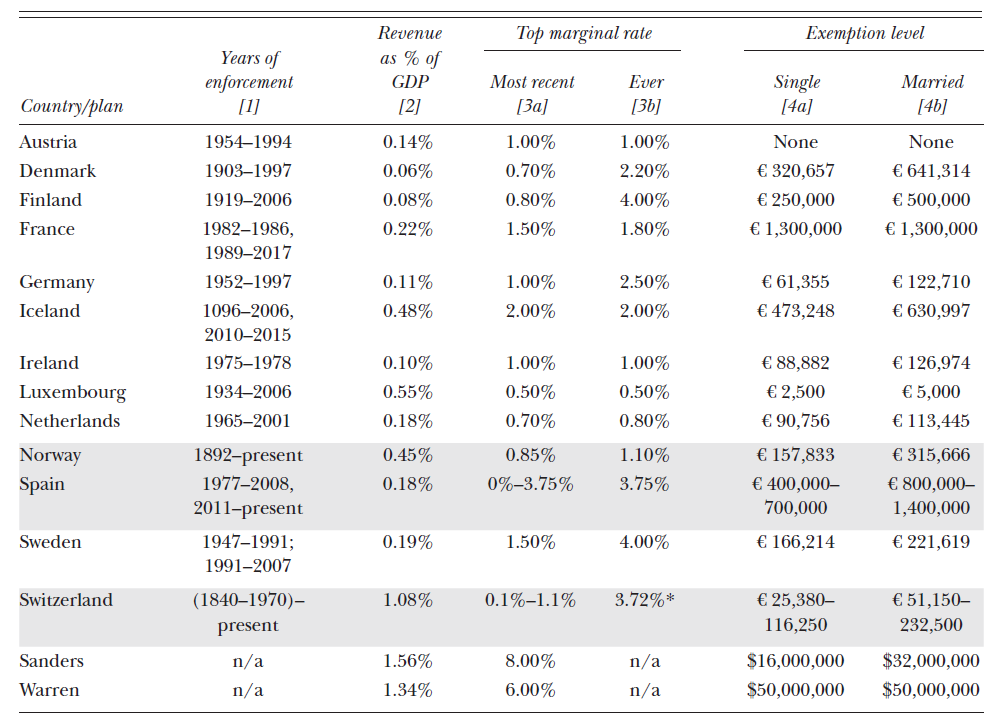 Revenue Top marginal rate Exemption level
Years of as % of
enforcement GDP Most recent Ever Single Married
Country/plan [1] [2] [3a] [3b] [4a] [4b]
Austria 1954–1994 0.14% 1.00% 1.00% None None
Denmark 1903–1997 0.06% 0.70% 2.20% € 320,657 € 641,314
Finland 1919–2006 0.08% 0.80% 4.00% € 250,000 € 500,000
France 1982–1986, 0.22% 1.50% 1.80% € 1,300,000 € 1,300,000
1989–2017
Germany 1952–1997 0.11% 1.00% 2.50% € 61,355 € 122,710
Iceland 1096–2006, 0.48% 2.00% 2.00% € 473,248 € 630,997
2010–2015
Ireland 1975–1978 0.10% 1.00% 1.00% € 88,882 € 126,974
Luxembourg 1934–2006 0.55% 0.50% 0.50% € 2,500 € 5,000
Netherlands 1965–2001 0.18% 0.70% 0.80% € 90,756 € 113,445
Norway 1892–present 0.45% 0.85% 1.10% € 157,833 € 315,666
Spain 1977–2008, 0.18% 0%–3.75% 3.75% € 400,000– € 800,000–
2011–present 700,000 1,400,000
Sweden 1947–1991; 0.19% 1.50% 4.00% € 166,214 € 221,619
1991–2007
Switzerland (1840–1970)– 1.08% 0.1%–1.1% 3.72%* € 25,380– € 51,150–
present 116,250 232,500
Sanders n/a 1.56% 8.00% n/a $16,000,000 $32,000,000
Warren n/a 1.34% 6.00% n/a $50,000,000 $50,000,000